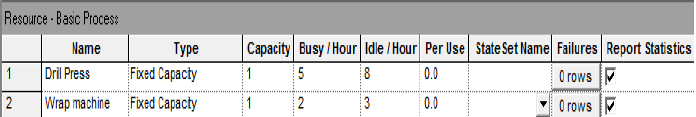 Resource - Basic Process
Name Type Capacity Busy / Hour Idle / Hour Per Use StateSet Name Failures Report Statistics
1 Drill Press Fixed Capacity 1 5 8 0.0 0 rows
2 Wrap machine Fixed Capacity 1 2 3 0.0 0 rows